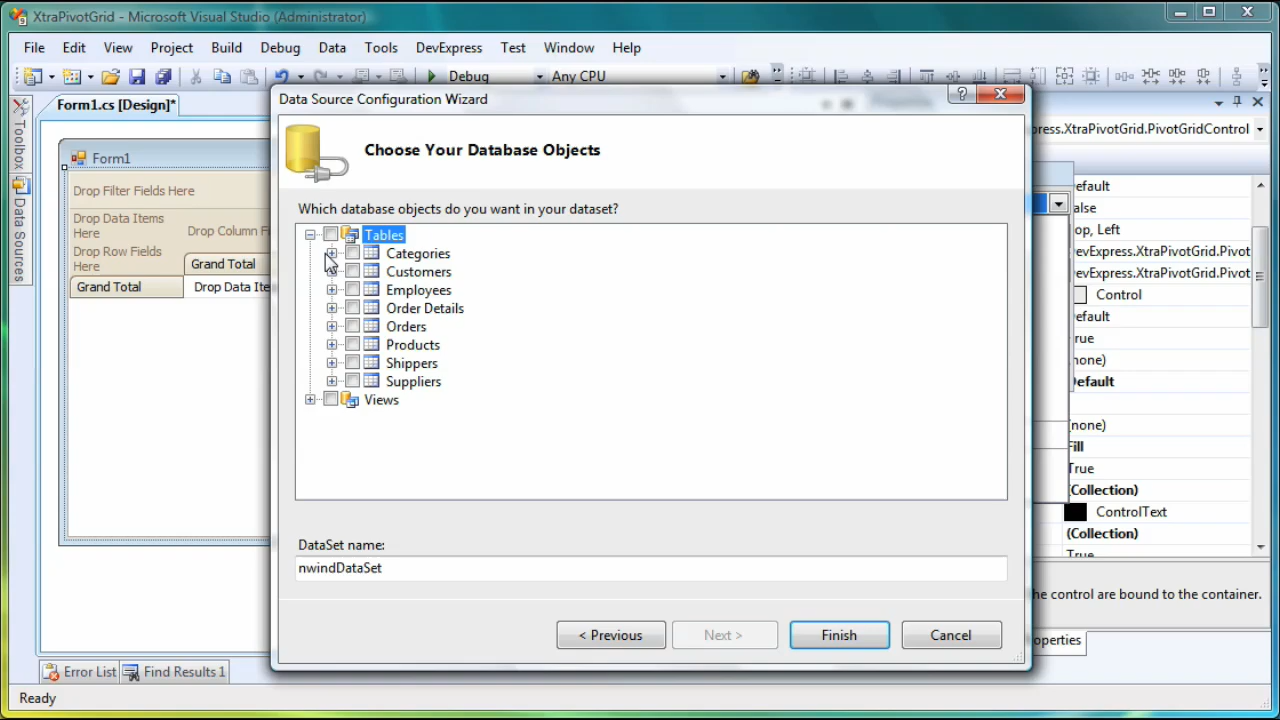 XtraPivotGrid - Microsoft Visual Studio (Administrator)
File Edit View Project Build Debug Data Tools DevExpress Test Window Help
Debug Any CPU
Form1.cs [Design]*
Toolbox
Data Sources
Form1
Drop Filter Fields Here
Drop Data Items
Here
Drop Column Fi
Drop Row Fields
Here
Grand Total
Grand Total
Drop Data Ite
Data Source Configuration Wizard
Choose Your Database Objects
Which database objects do you want in your dataset?
Tables
Categories
Customers
Employees
Order Details
Orders
Products
Shippers
Suppliers
Views
DataSet name:
nwindDataSet
< Previous Next > Finish Cancel
press.XtraPivotGrid.PivotGridControl
efault
alse
op, Left
DevExpress.XtraPivotGrid.Pivot
DevExpress.XtraPivotGrid.Pivot
Control
efault
rue
none)
Default
(none)
Fill
True
(Collection)
ControlText
(Collection)
True
he control are bound to the container.
operties
Error List Find Results 1
Ready